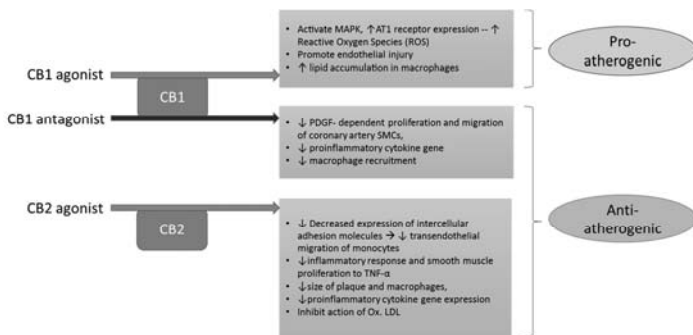 • Activate MAPK, ↑AT1 receptor expression -- ↑
Reactive Oxygen Species (ROS)
• Promote endothelial injury
• ↑ lipid accumulation in macrophages
Pro-
atherogenic
CB1 agonist
CB1
CB1 antagonist
• ↓ PDGF- dependent proliferation and migration
of coronary artery SMCs,
• ↓ proinflammatory cytokine gene
• ↓ macrophage recruitment
CB2 agonist
CB2
• ↓ Decreased expression of intercellular
adhesion molecules → ↓ transendothelial
migration of monocytes
• ↓inflammatory response and smooth muscle
proliferation to TNF-α
• ↓size of plaque and macrophages,
• ↓proinflammatory cytokine gene expression
• Inhibit action of Ox. LDL
Anti-
atherogenic